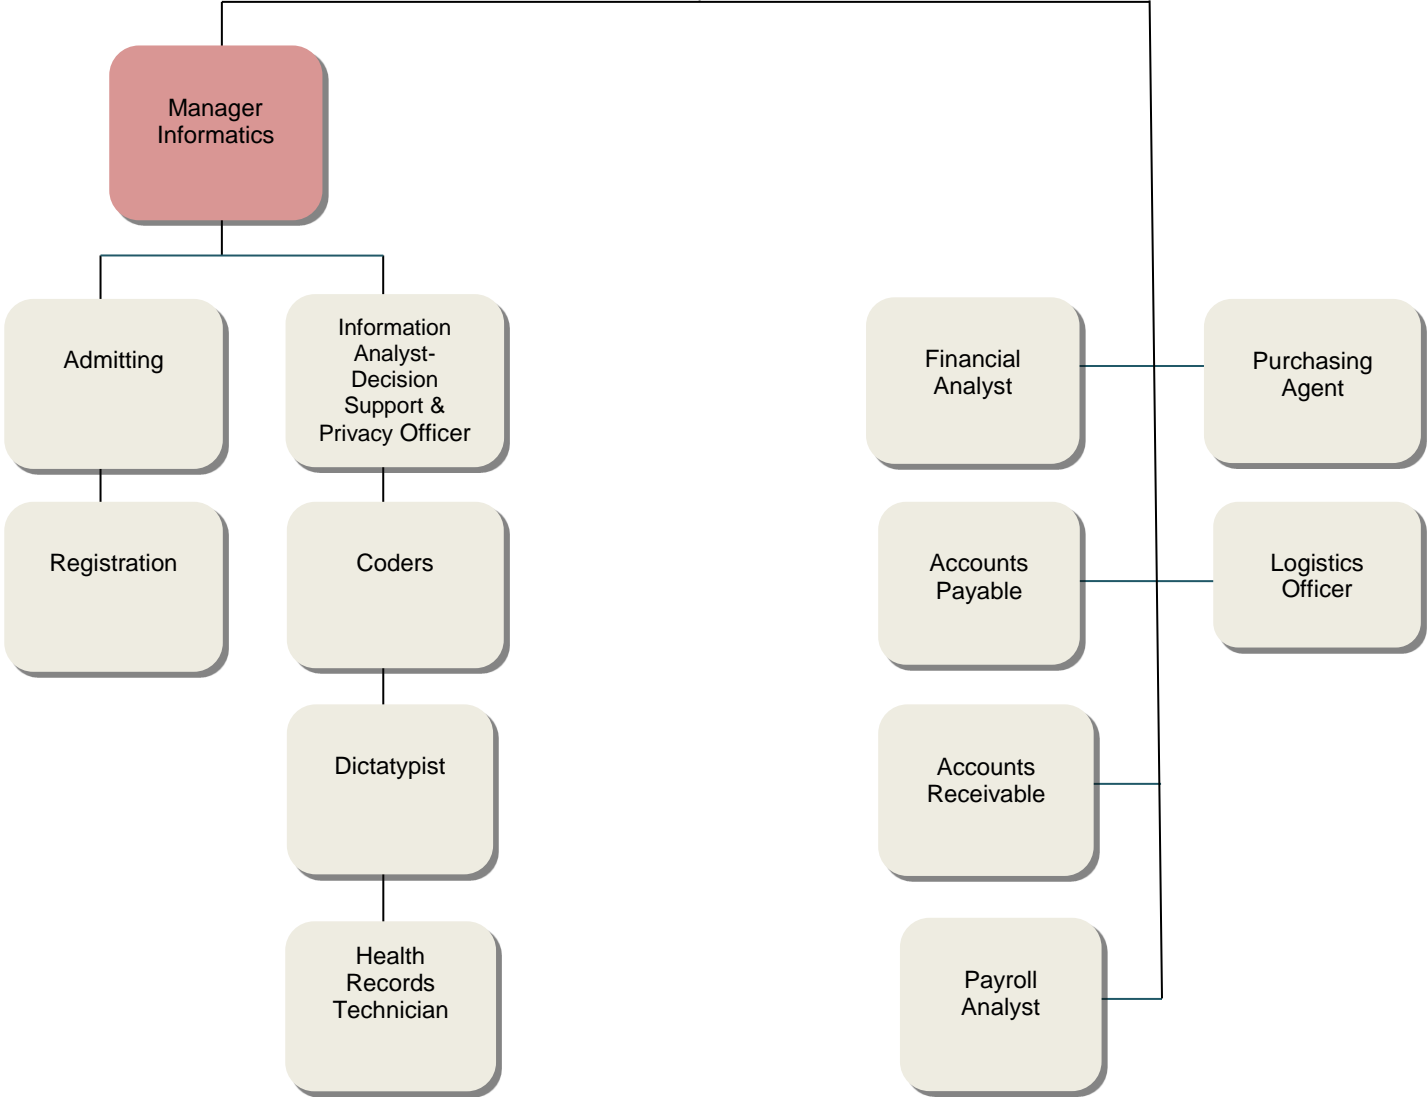 Manager
Informatics
Admitting
Information
Analyst-
Decision
Support &
Privacy Officer
Financial
Analyst
Purchasing
Agent
Registration
Coders
Accounts
Payable
Logistics
Officer
Dictatypist
Accounts
Receivable
Health
Records
Technician
Payroll
Analyst